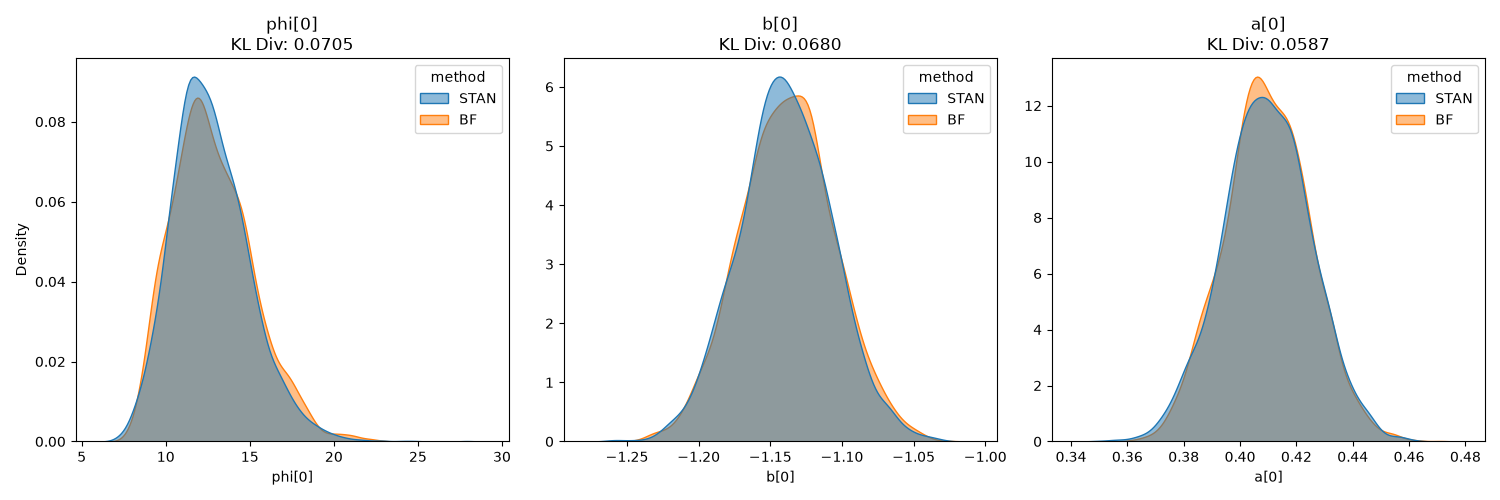 phi[0]
KL Div: 0.0705
method
STAN
BF
0.08
0.06
0.04
0.02
0.00
Density
5 10 15 20 25 30
phi[0]
b[0]
KL Div: 0.0680
method
STAN
BF
6
5
4
3
2
1
0
−1.25 −1.20 −1.15 −1.10 −1.05 −1.00
b[0]
a[0]
KL Div: 0.0587
method
STAN
BF
12
10
8
6
4
2
0
0.34 0.36 0.38 0.40 0.42 0.44 0.46 0.48
a[0]